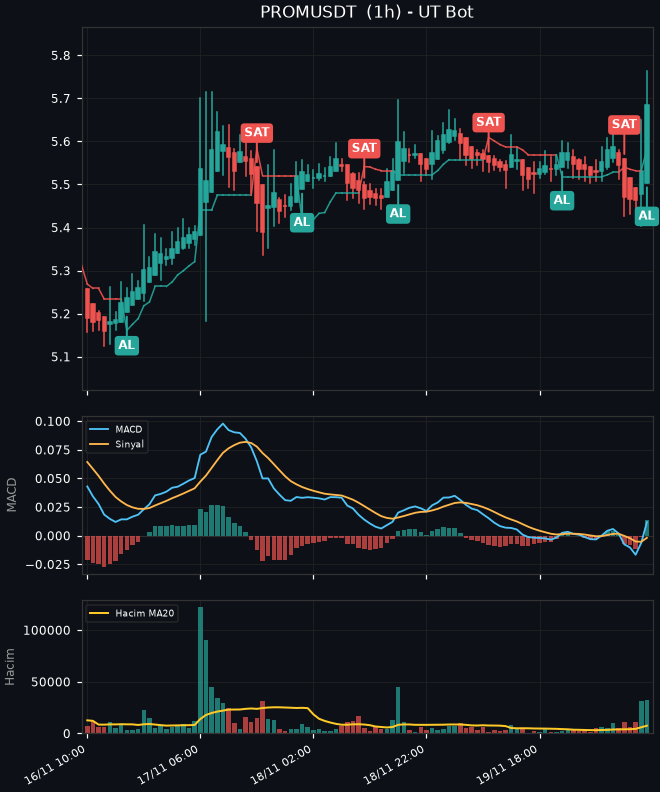 PROMUSDT (1h) - UT Bot
5.8
5.7
5.6
5.5
5.4
5.3
5.2
5.1
SAT
SAT
SAT
SAT
AL
AL
AL
AL
AL
MACD
0.100
0.075
0.050
0.025
0.000
−0.025
MACD
Sinyal
Hacim
100000
50000
0
Hacim MA20
16/11 10:00
17/11 06:00
18/11 02:00
18/11 22:00
19/11 18:00